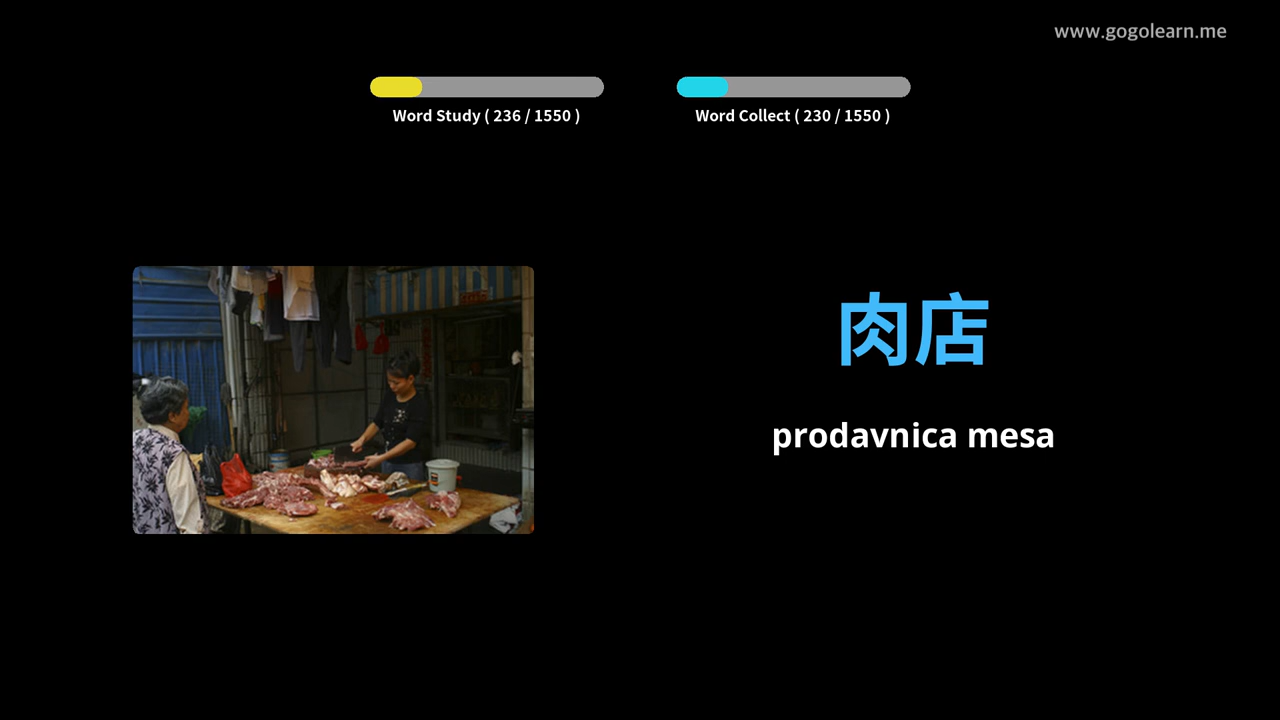 www.gogolearn.me
Word Study ( 236 / 1550 )
Word Collect ( 230 / 1550 )
肉店
prodavnica mesa